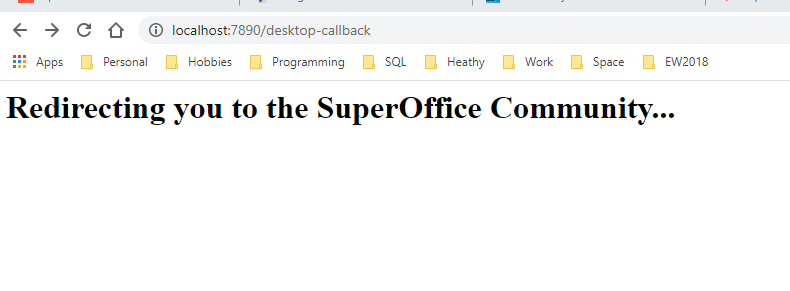 localhost:7890/desktop-callback
Apps Personal Hobbies Programming SQL Heathy Work Space EW2018
Redirecting you to the SuperOffice Community...